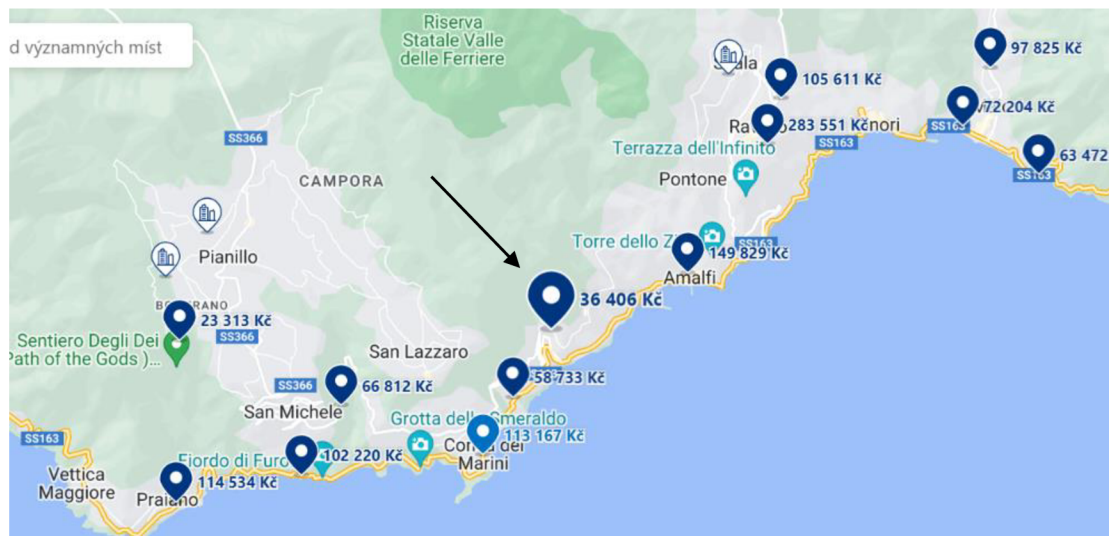 Riserva
Statale Valle
delle Ferriere
d významných míst
97 825 Kč
105 611 Kč
204 Kč
SS163
283 551 Kč
nori
SS163
SS366
Terrazza dell'Infinito
63 472
SS163
CAMPORA
Pontone
Pianillo
Torre dello
SS163
149 829 Kč
Amalfi
36 406 Kč
23 313 Kč
SS366
Sentiero Degli Dei
Path of the Gods )...
San Lazzaro
58 733 Kč
SS366
66 812 Kč
San Michele
Grotta dello Smeraldo
113 167 Kč
Marini
SS163
Fiordo di Furo
102 220 Kč
Vettica
Maggiore
114 534 Kč
Praiano